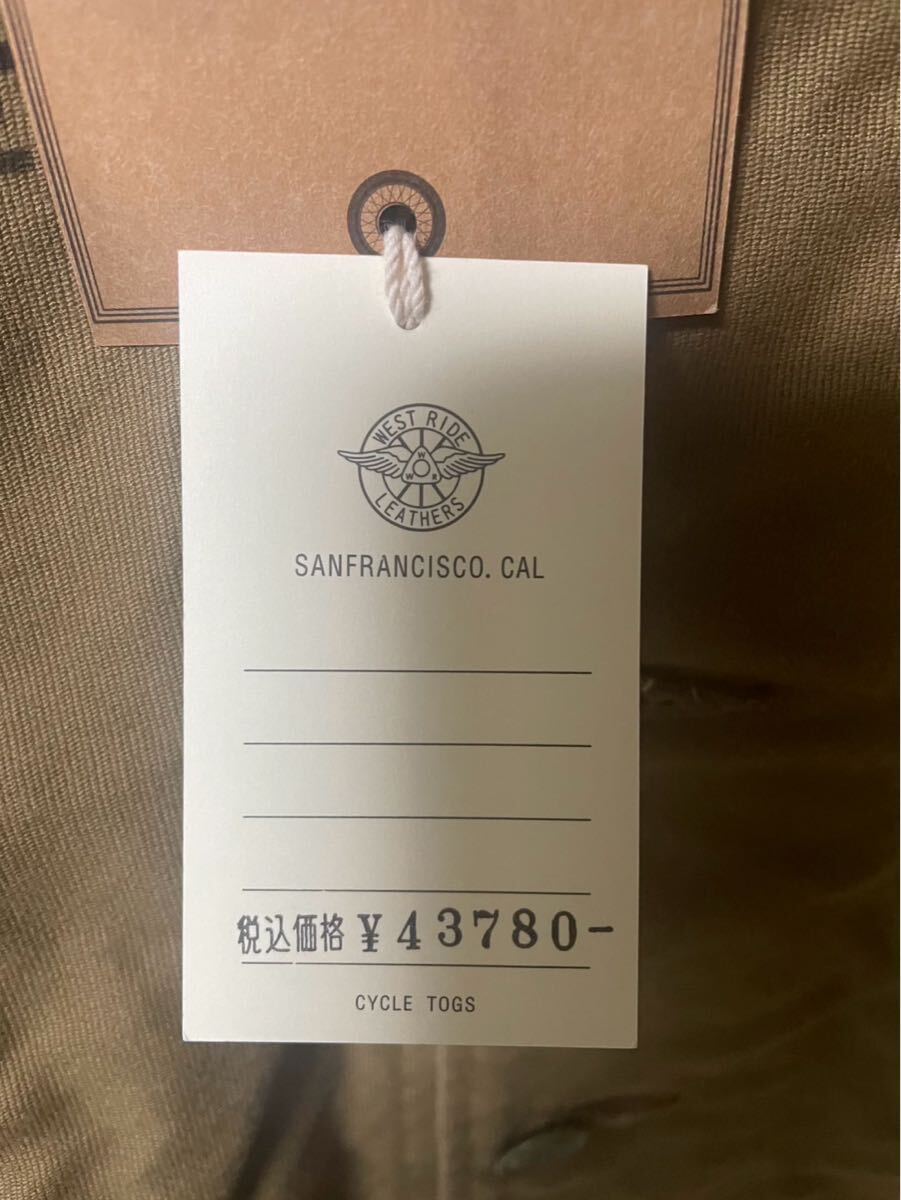 WEST RIDE
W
W R
LEATHERS
SANFRANCISCO. CAL
税込価格 ¥43780-
CYCLE TOGS